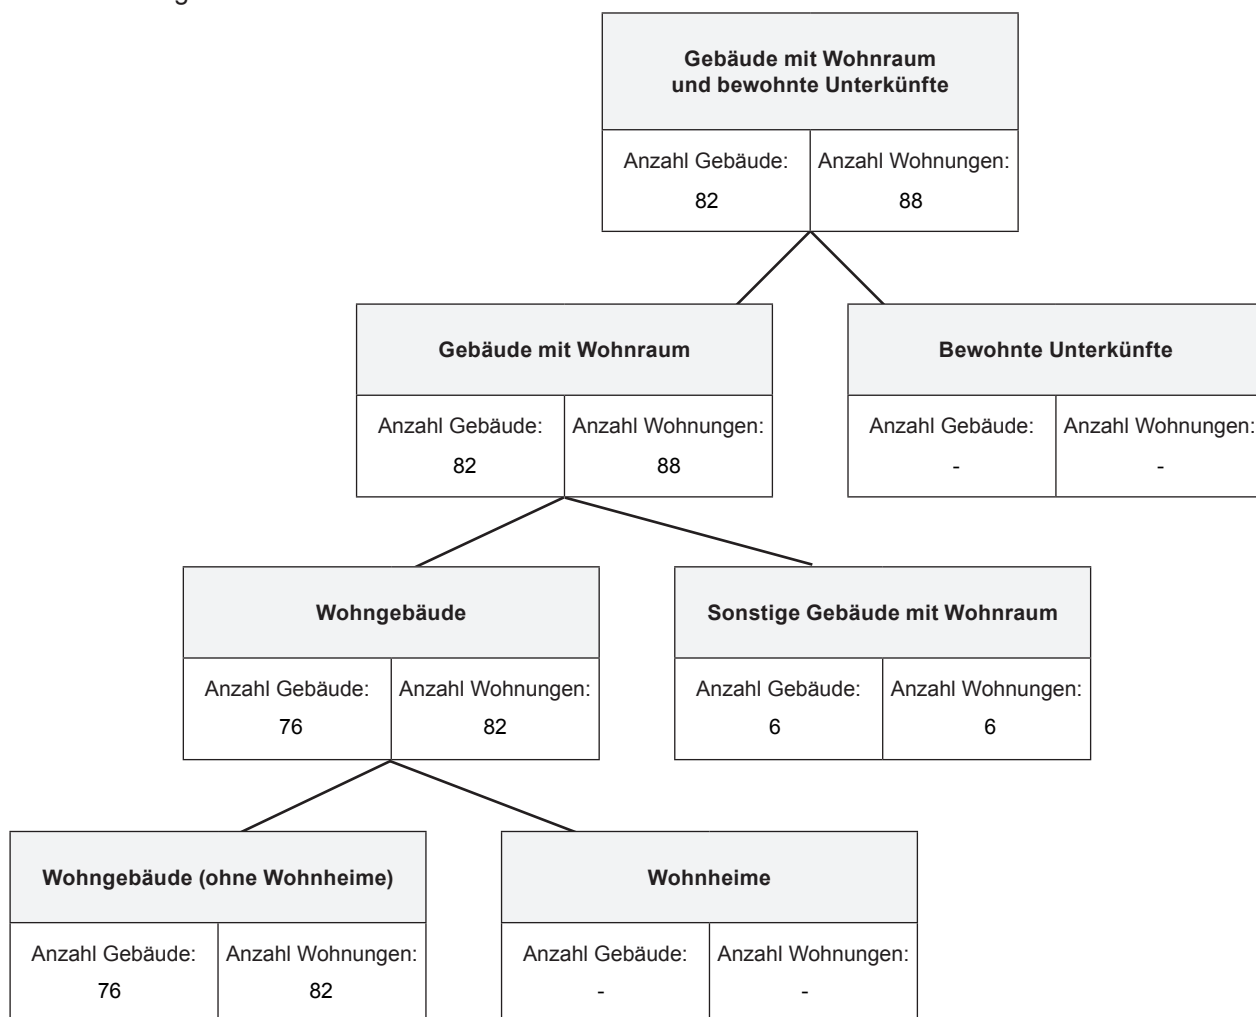 Gebäude mit Wohnraum
und bewohnte Unterkünfte
Anzahl Gebäude: Anzahl Wohnungen:
82 88
Gebäude mit Wohnraum
Anzahl Gebäude: Anzahl Wohnungen:
82 88
Bewohnte Unterkünfte
Anzahl Gebäude: Anzahl Wohnungen:
- -
Wohngebäude
Anzahl Gebäude: Anzahl Wohnungen:
76 82
Sonstige Gebäude mit Wohnraum
Anzahl Gebäude: Anzahl Wohnungen:
6 6
Wohngebäude (ohne Wohnheime)
Anzahl Gebäude: Anzahl Wohnungen:
76 82
Wohnheime
Anzahl Gebäude: Anzahl Wohnungen:
- -